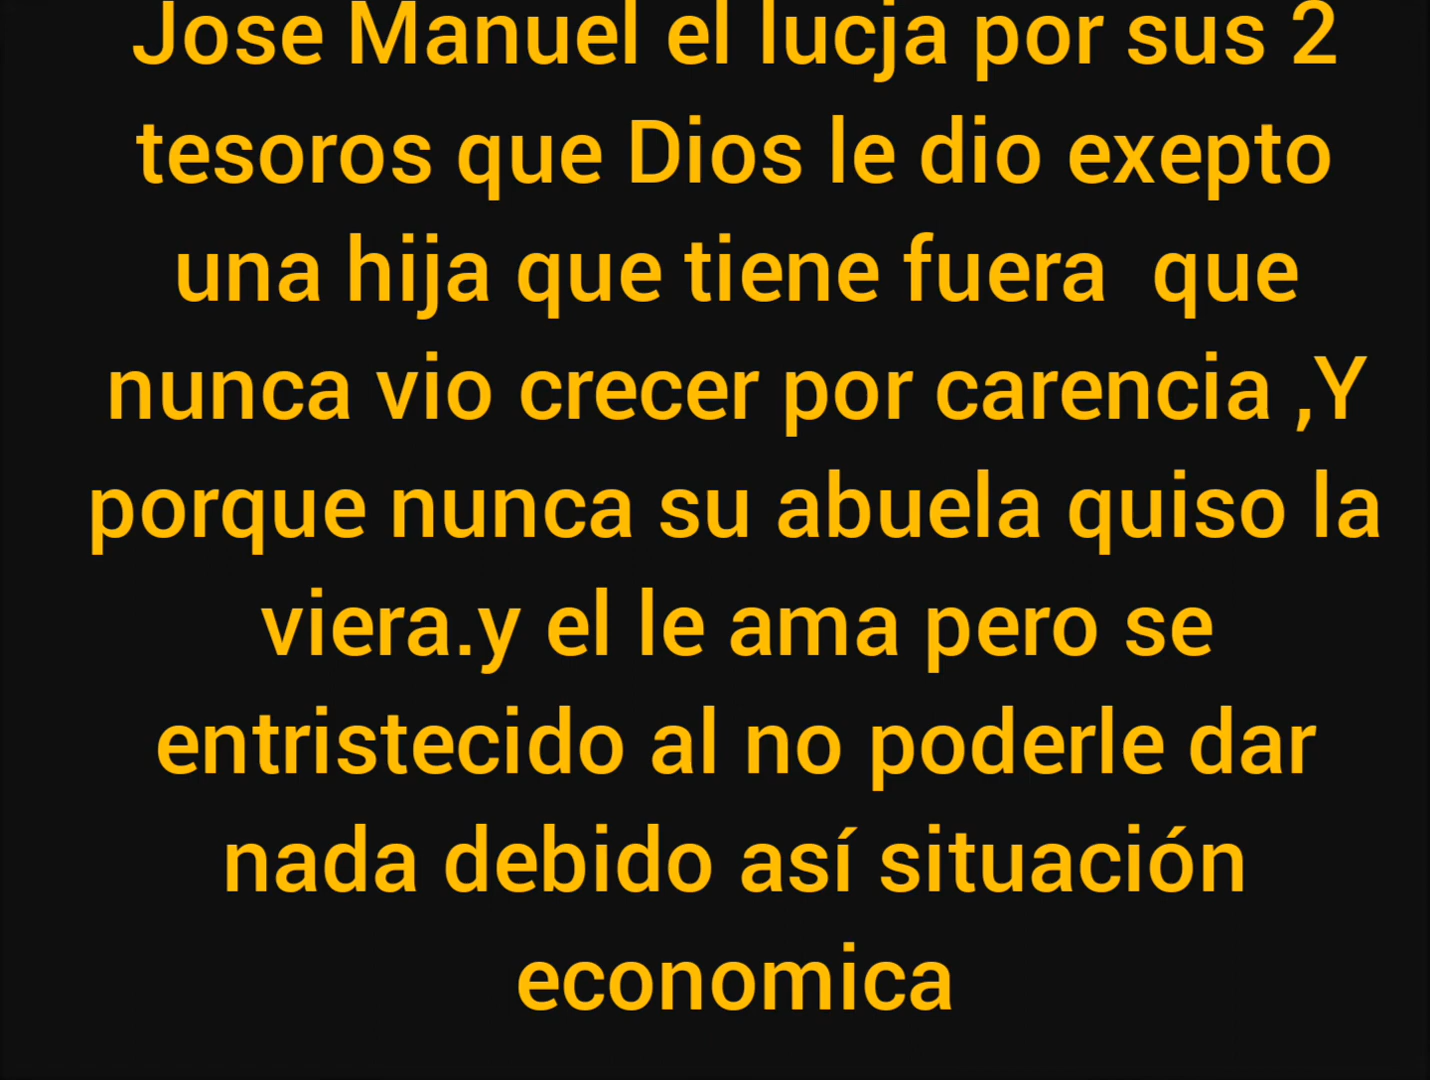 Jose Manuel el lucja por sus 2
tesoros que Dios le dio exepto
una hija que tiene fuera  que
nunca vio crecer por carencia ,Y
porque nunca su abuela quiso la
viera.y el le ama pero se
entristecido al no poderle dar
nada debido así situación
economica